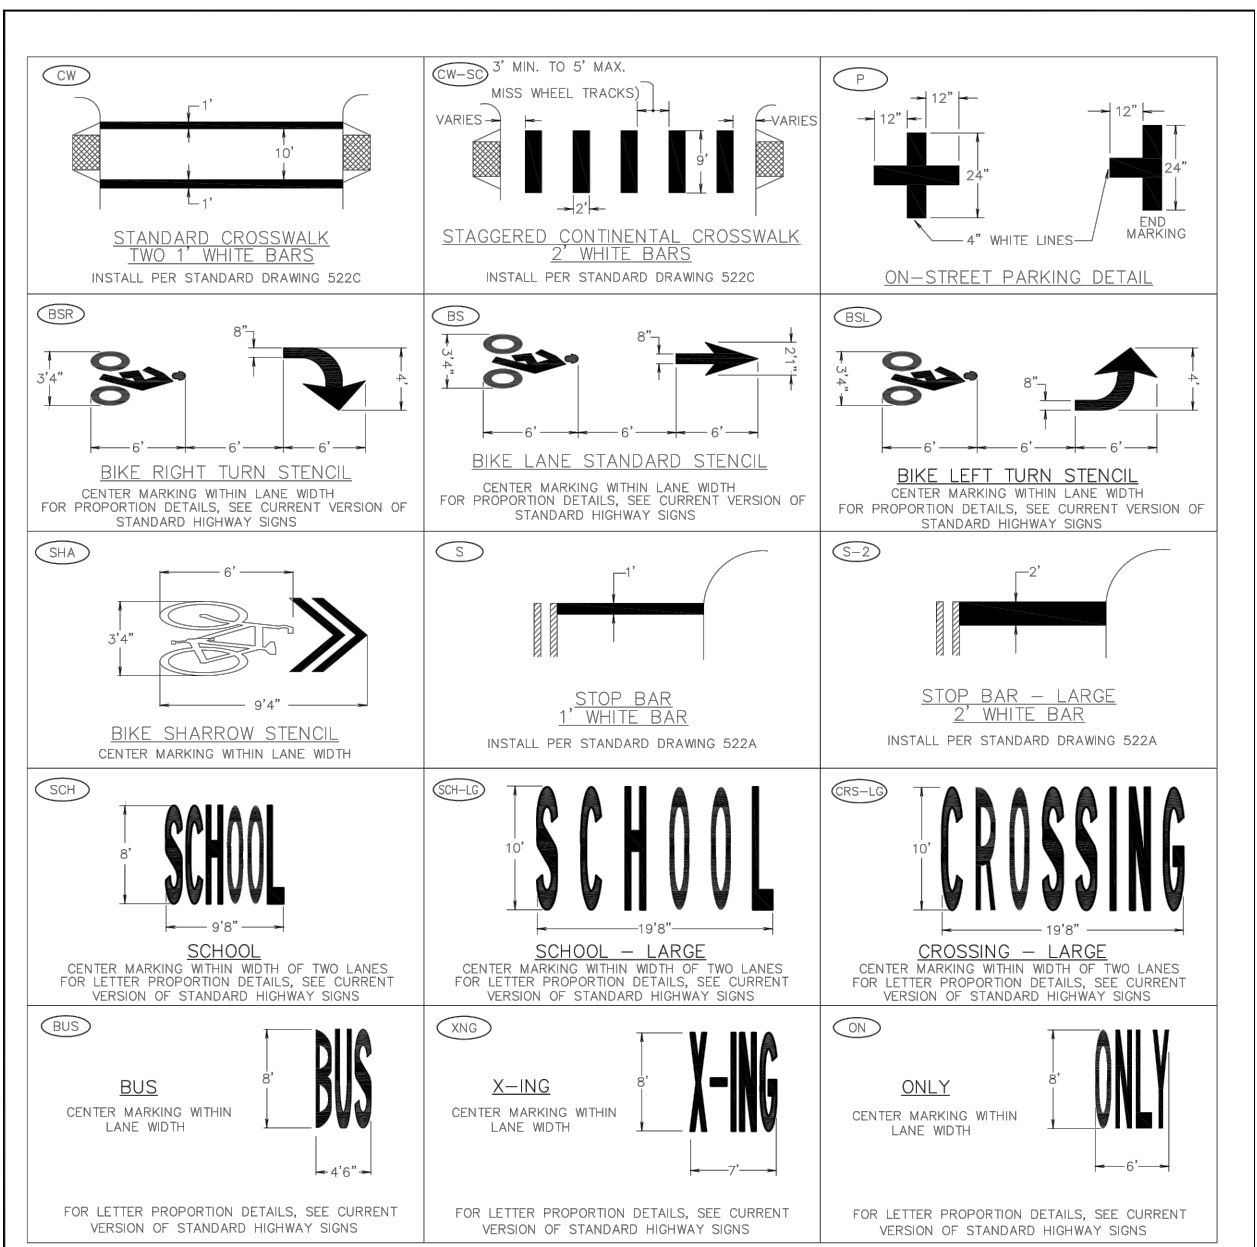 CW
1'
10'
1'
STANDARD CROSSWALK
TWO 1' WHITE BARS
INSTALL PER STANDARD DRAWING 522C
CW-SC
3' MIN. TO 5' MAX.
MISS WHEEL TRACKS)
VARIES
VARIES
9'
2'
STAGGERED CONTINENTAL CROSSWALK
2' WHITE BARS
INSTALL PER STANDARD DRAWING 522C
P
12"
12"
24"
12"
24"
4" WHITE LINES
END
MARKING
ON-STREET PARKING DETAIL
BSR
8"
3'4"
4'
6'
6'
6'
BIKE RIGHT TURN STENCIL
CENTER MARKING WITHIN LANE WIDTH
FOR PROPORTION DETAILS, SEE CURRENT VERSION OF
STANDARD HIGHWAY SIGNS
BS
8"
3'4"
2'1"
6'
6'
6'
BIKE LANE STANDARD STENCIL
CENTER MARKING WITHIN LANE WIDTH
FOR PROPORTION DETAILS, SEE CURRENT VERSION OF
STANDARD HIGHWAY SIGNS
BSL
3'4"
8"
4'
6'
6'
6'
BIKE LEFT TURN STENCIL
CENTER MARKING WITHIN LANE WIDTH
FOR PROPORTION DETAILS, SEE CURRENT VERSION OF
STANDARD HIGHWAY SIGNS
SHA
6'
3'4"
9'4"
BIKE SHARROW STENCIL
CENTER MARKING WITHIN LANE WIDTH
S
1'
STOP BAR
1' WHITE BAR
INSTALL PER STANDARD DRAWING 522A
S-2
2'
STOP BAR - LARGE
2' WHITE BAR
INSTALL PER STANDARD DRAWING 522A
SCH
8'
SCHOOL
9'8"
SCHOOL
CENTER MARKING WITHIN WIDTH OF TWO LANES
FOR LETTER PROPORTION DETAILS, SEE CURRENT
VERSION OF STANDARD HIGHWAY SIGNS
SCH-LG
10'
SCHOOL
19'8"
SCHOOL - LARGE
CENTER MARKING WITHIN WIDTH OF TWO LANES
FOR LETTER PROPORTION DETAILS, SEE CURRENT
VERSION OF STANDARD HIGHWAY SIGNS
CRS-LG
10'
CROSSING
19'8"
CROSSING - LARGE
CENTER MARKING WITHIN WIDTH OF TWO LANES
FOR LETTER PROPORTION DETAILS, SEE CURRENT
VERSION OF STANDARD HIGHWAY SIGNS
BUS
8'
BUS
BUS
CENTER MARKING WITHIN
LANE WIDTH
4'6"
FOR LETTER PROPORTION DETAILS, SEE CURRENT
VERSION OF STANDARD HIGHWAY SIGNS
XNG
8'
X-ING
X-ING
CENTER MARKING WITHIN
LANE WIDTH
7'
FOR LETTER PROPORTION DETAILS, SEE CURRENT
VERSION OF STANDARD HIGHWAY SIGNS
ON
8'
ONLY
ONLY
CENTER MARKING WITHIN
LANE WIDTH
6'
FOR LETTER PROPORTION DETAILS, SEE CURRENT
VERSION OF STANDARD HIGHWAY SIGNS